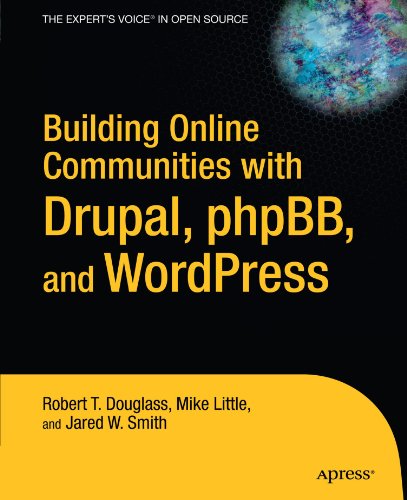 THE EXPERT'S VOICE® IN OPEN SOURCE
Building Online
Communities with
Drupal, phpBB,
and WordPress
Robert T. Douglass, Mike Little,
and Jared W. Smith
Apress®